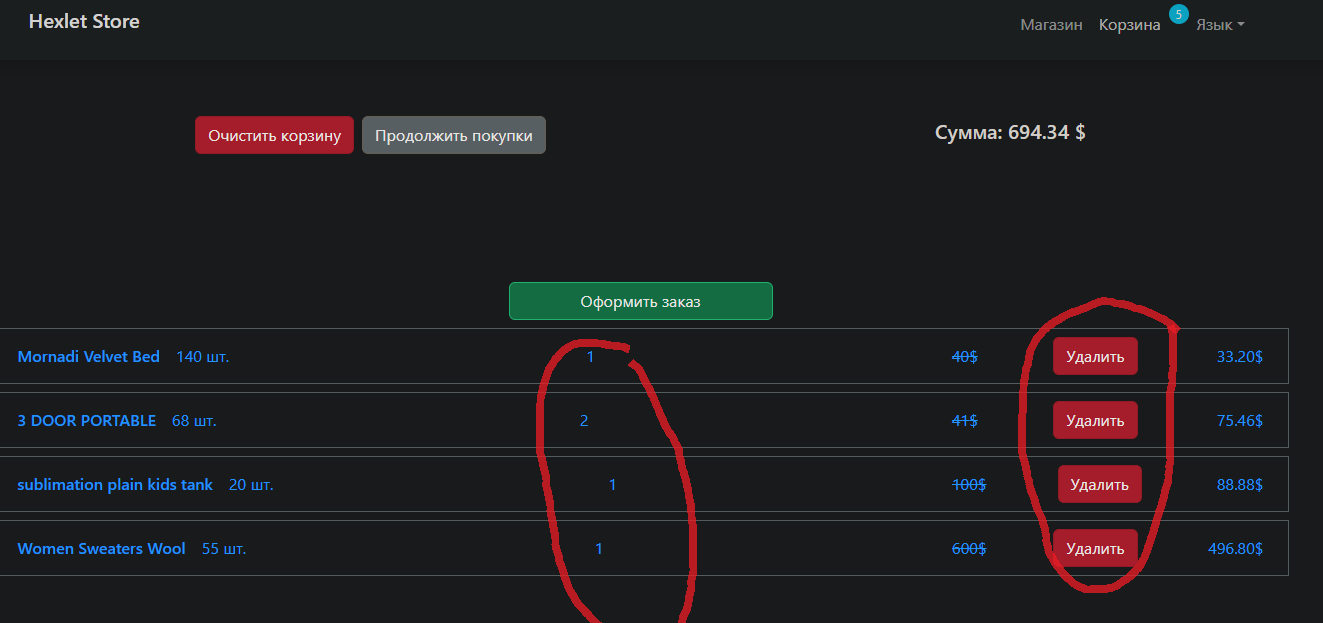 Hexlet Store Магазин Корзина 5 Язык
Очистить корзину Продолжить покупки Сумма: 694.34 $
Оформить заказ
Mornadi Velvet Bed 140 шт. 1 40$ Удалить 33.20$
3 DOOR PORTABLE 68 шт. 2 41$ Удалить 75.46$
sublimation plain kids tank 20 шт. 1 100$ Удалить 88.88$
Women Sweaters Wool 55 шт. 1 600$ Удалить 496.80$